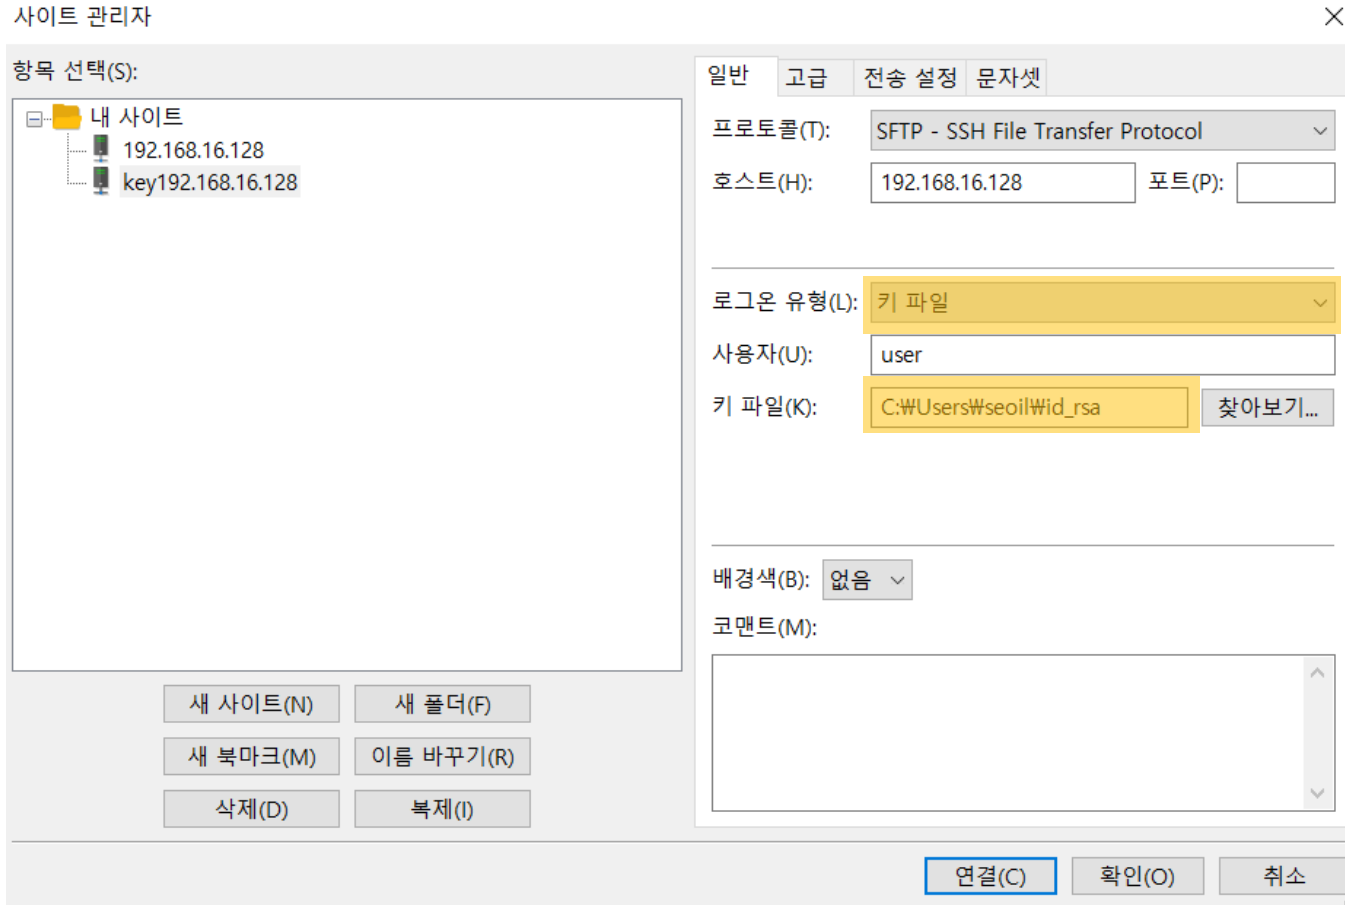 사이트 관리자
항목 선택(S):
내 사이트
192.168.16.128
key192.168.16.128
새 사이트(N)
새 폴더(F)
새 북마크(M)
이름 바꾸기(R)
삭제(D)
복제(I)
일반 고급 전송 설정 문자셋
프로토콜(T): SFTP - SSH File Transfer Protocol
호스트(H): 192.168.16.128 포트(P):
로그온 유형(L): 키 파일
사용자(U): user
키 파일(K): C:₩Users₩seoil₩id_rsa 찾아보기...
배경색(B): 없음
코맨트(M):
연결(C) 확인(O) 취소